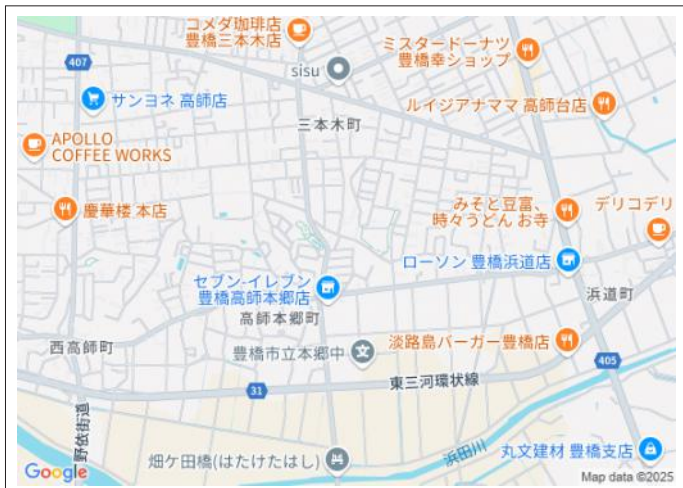 コメダ珈琲店
豊橋三本木店
ミスタードーナツ
豊橋幸ショップ
407
sisu
サンヨネ 高師店
ルイジアナママ 高師台店
三本木町
APOLLO
COFFEE WORKS
慶華楼 本店
みそと豆富、
時々うどん お寺
デリコデリ
ローソン 豊橋浜道店
セブン-イレブン
豊橋高師本郷店
浜道町
高師本郷町
西高師町
豊橋市立本郷中
文
淡路島バーガー豊橋店
405
31
東三河環状線
野依街道
浜田川
畑ケ田橋(はたけたはし)
丸文建材 豊橋支店
Google
Map data ©2025